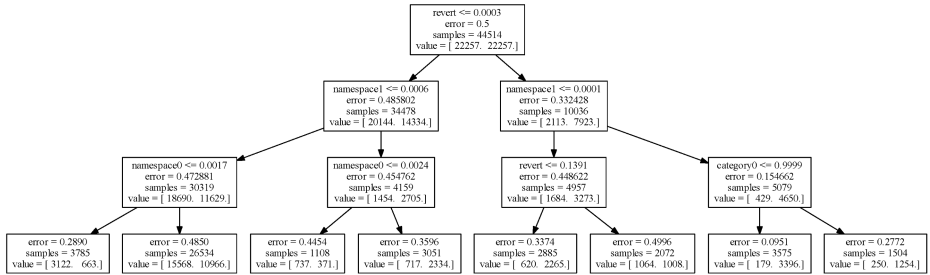 revert <= 0.0003
error = 0.5
samples = 44514
value = [ 22257.  22257.]
namespace1 <= 0.0006
error = 0.485802
samples = 34478
value = [ 20144.  14334.]
namespace1 <= 0.0001
error = 0.332428
samples = 10036
value = [ 2113.  7923.]
namespace0 <= 0.0017
error = 0.472881
samples = 30319
value = [ 18690.  11629.]
namespace0 <= 0.0024
error = 0.454762
samples = 4159
value = [ 1454.  2705.]
revert <= 0.1391
error = 0.448622
samples = 4957
value = [ 1684.  3273.]
category0 <= 0.9999
error = 0.154662
samples = 5079
value = [  429.  4650.]
error = 0.2890
samples = 3785
value = [ 3122.   663.]
error = 0.4850
samples = 26534
value = [ 15568.  10966.]
error = 0.4454
samples = 1108
value = [ 737.  371.]
error = 0.3596
samples = 3051
value = [  717.  2334.]
error = 0.3374
samples = 2885
value = [  620.  2265.]
error = 0.4996
samples = 2072
value = [ 1064.  1008.]
error = 0.0951
samples = 3575
value = [  179.  3396.]
error = 0.2772
samples = 1504
value = [  250.  1254.]